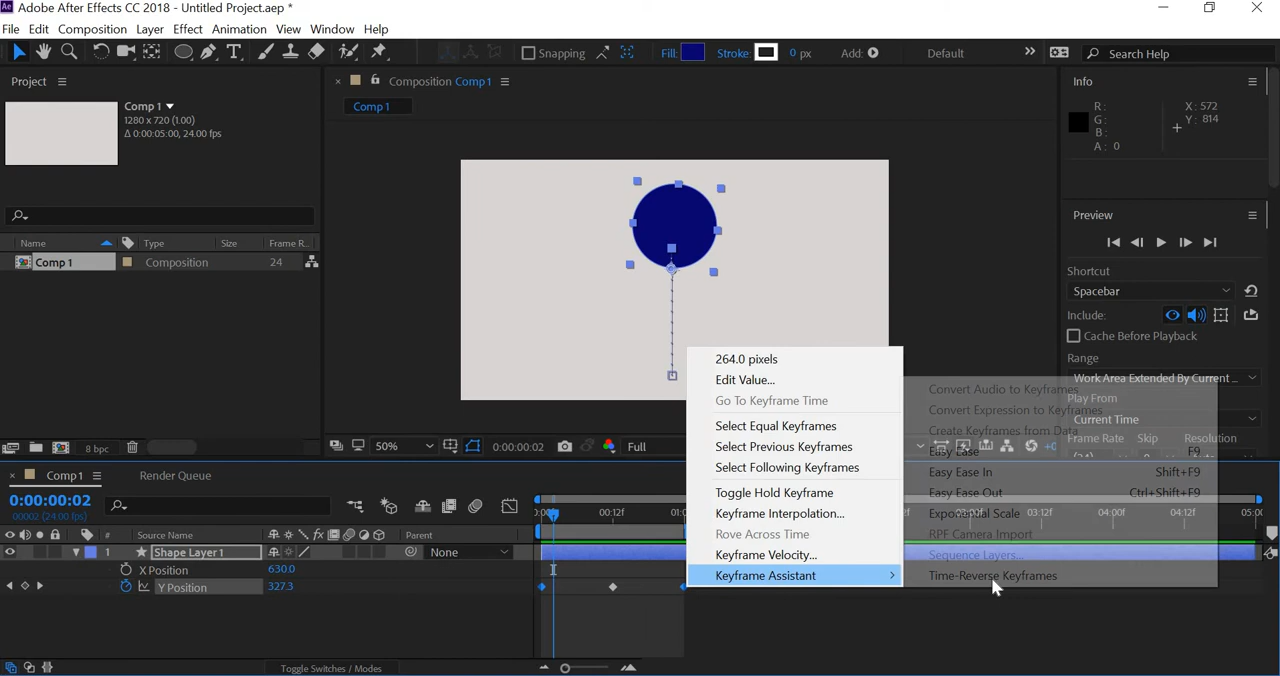 Ae Adobe After Effects CC 2018 - Untitled Project.aep *
File Edit Composition Layer Effect Animation View Window Help
Snapping Fill: Stroke: 0 px Add: Default Search Help
Project
Composition Comp 1
Info
Comp 1
Comp 1
1280 x 720 (1.00)
Δ 0:00:05:00, 24.00 fps
R: X: 572
G: Y: 814
B:
A: 0
Preview
Name Type Size Frame R..
Comp 1 Composition 24
Shortcut
Spacebar
Include:
Cache Before Playback
Range
Work Area Extended By Current ...
Play From
Current Time
Frame Rate Skip Resolution
264.0 pixels
Edit Value...
Go To Keyframe Time
Select Equal Keyframes
Select Previous Keyframes
Select Following Keyframes
Toggle Hold Keyframe
Keyframe Interpolation...
Rove Across Time
Keyframe Velocity...
Keyframe Assistant
Convert Audio to Keyframes
Convert Expression to Keyframes
Create Keyframes from Data
Easy Ease F9
Easy Ease In Shift+F9
Easy Ease Out Ctrl+Shift+F9
Exponential Scale
RPF Camera Import
Sequence Layers...
Time-Reverse Keyframes
8 bpc
50% 0:00:00:02 Full +0
Comp 1 Render Queue
0:00:00:02
00002 (24.00 fps)
00:12f 03:12f 04:00f 04:12f 05:0
# Source Name Parent
1 Shape Layer 1 None
X Position 630.0
Y Position 327.3
Toggle Switches / Modes